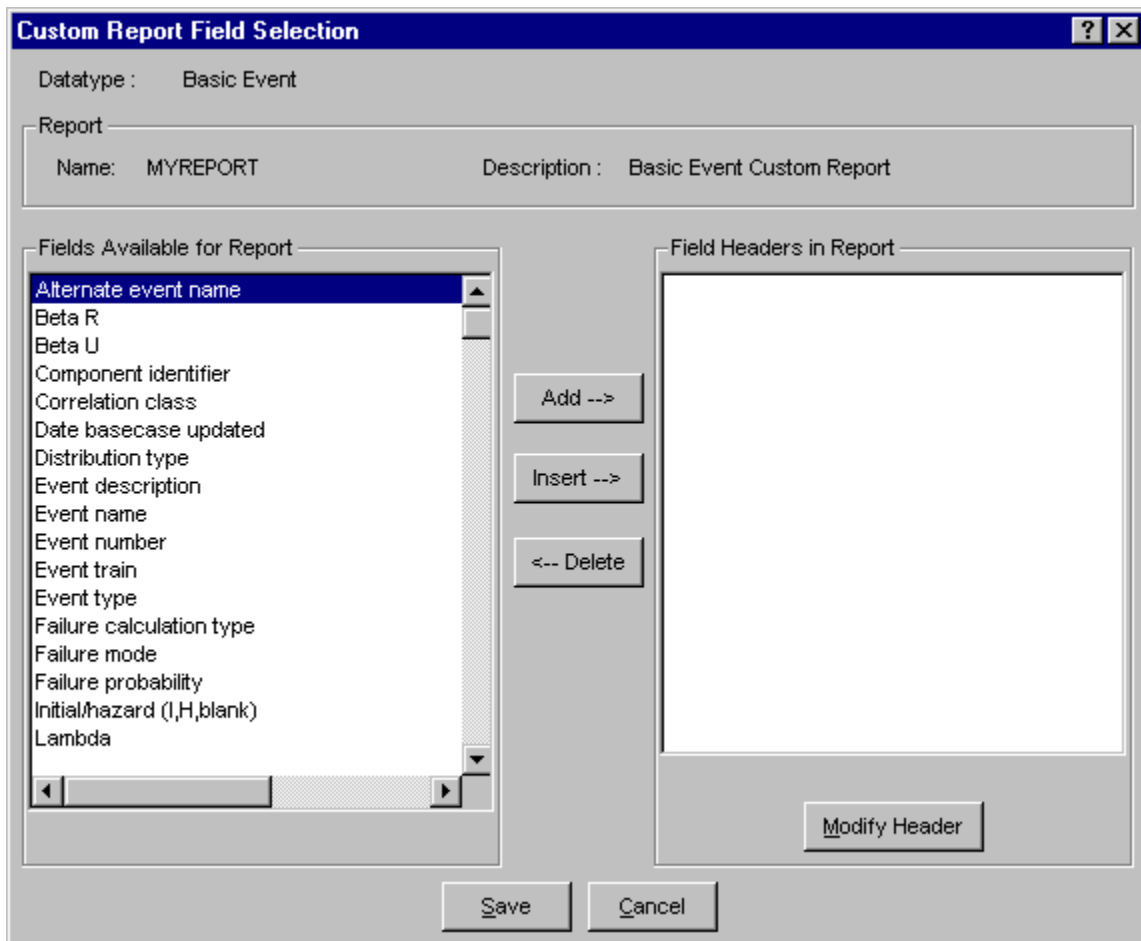 Custom Report Field Selection
Datatype : Basic Event
Report
Name: MYREPORT Description : Basic Event Custom Report
Fields Available for Report
Alternate event name
Beta R
Beta U
Component identifier
Correlation class
Date basecase updated
Distribution type
Event description
Event name
Event number
Event train
Event type
Failure calculation type
Failure mode
Failure probability
Initial/hazard (I,H,blank)
Lambda
Add -->
Insert -->
<-- Delete
Field Headers in Report
Modify Header
Save Cancel